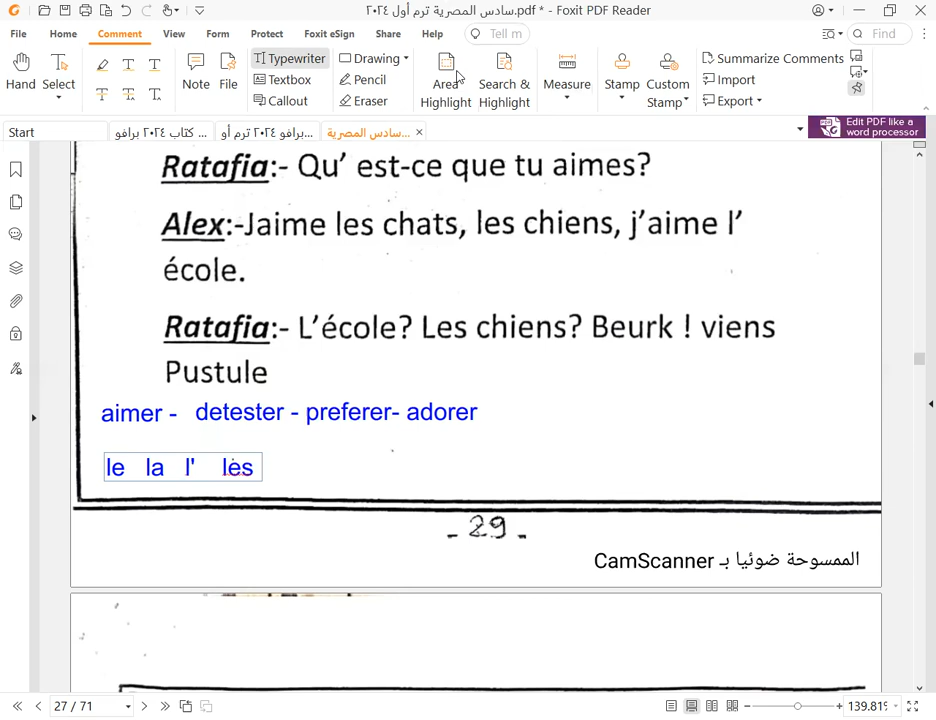 سادس المصرية ترم أول ٢٠٢٤.pdf * - Foxit PDF Reader
File Home Comment View Form Protect Foxit eSign Share Help Tell m Find
Hand Select Note File Typewriter Textbox Callout Drawing Pencil Eraser Area Highlight Search & Highlight Measure Stamp Custom Stamp Summarize Comments Import Export
Start كتاب ٢٠٢٤ برافو ... برافو ٢٠٢٤ ترم أو... سادس المصرية... Edit PDF like a word processor
Ratafia:- Qu’ est-ce que tu aimes?
Alex:-Jaime les chats, les chiens, j’aime l’
école.
Ratafia:- L’école? Les chiens? Beurk ! viens
Pustule
aimer - detester - preferer- adorer
le la l' les
- 29 -
الممسوحة ضوئيا بـ CamScanner
27 / 71 139.81%